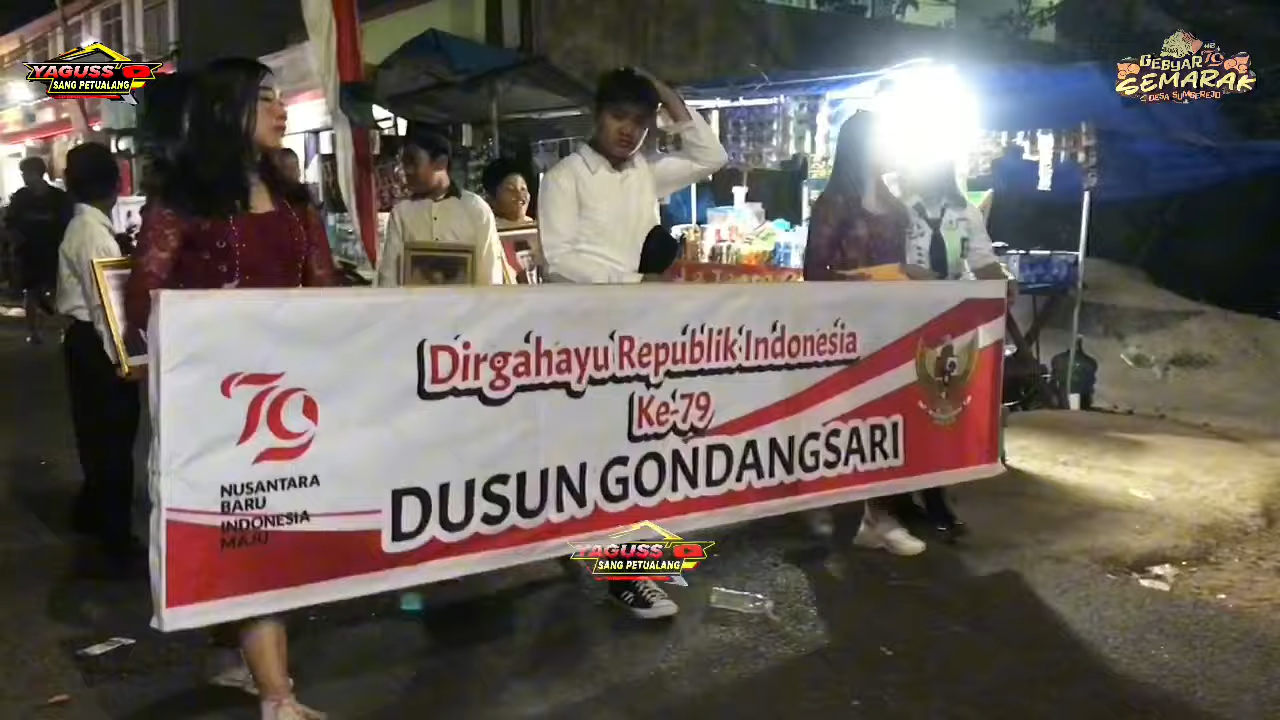 YAGUSS
SANG PETUALANG
GEBYAR
HE
79
SEMARAK
DESA SUMBEREJO
Dirgahayu Republik Indonesia
Ke-79
DUSUN GONDANGSARI
79
NUSANTARA
BARU
INDONESIA
MAJU
YAGUSS
SANG PETUALANG